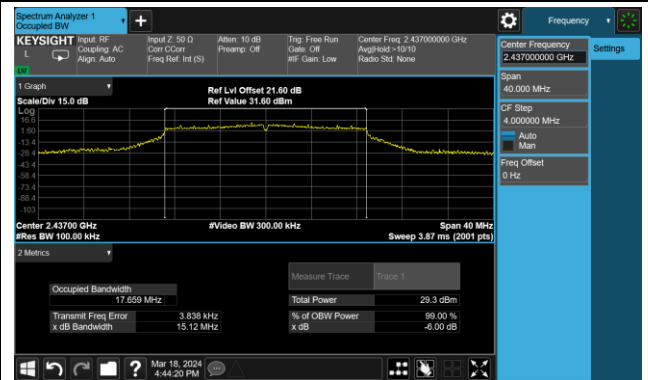 Spectrum Analyzer 1
Occupied BW
Frequency
KEYSIGHT
L
Input: RF
Coupling: AC
Align: Auto
Input Z: 50 Ω
Corr CCorr
Freq Ref: Int (S)
Atten: 10 dB
Preamp: Off
Trig: Free Run
Gate: Off
#IF Gain: Low
Center Freq: 2.437000000 GHz
Avg|Hold:>10/10
Radio Std: None
Center Frequency
2.437000000 GHz
Settings
Span
40.000 MHz
CF Step
4.000000 MHz
Auto
Man
Freq Offset
0 Hz
1 Graph
Scale/Div 15.0 dB
Ref Lvl Offset 21.60 dB
Ref Value 31.60 dBm
Log
16.6
1.60
-13.4
-28.4
-43.4
-58.4
-73.4
-88.4
-103
Center 2.43700 GHz
#Res BW 100.00 kHz
#Video BW 300.00 kHz
Span 40 MHz
Sweep 3.87 ms (2001 pts)
2 Metrics
Measure Trace
Trace 1
Occupied Bandwidth
17.659 MHz
Total Power
29.3 dBm
Transmit Freq Error
3.838 kHz
% of OBW Power
99.00 %
x dB Bandwidth
15.12 MHz
x dB
-6.00 dB
Mar 18, 2024
4:44:20 PM